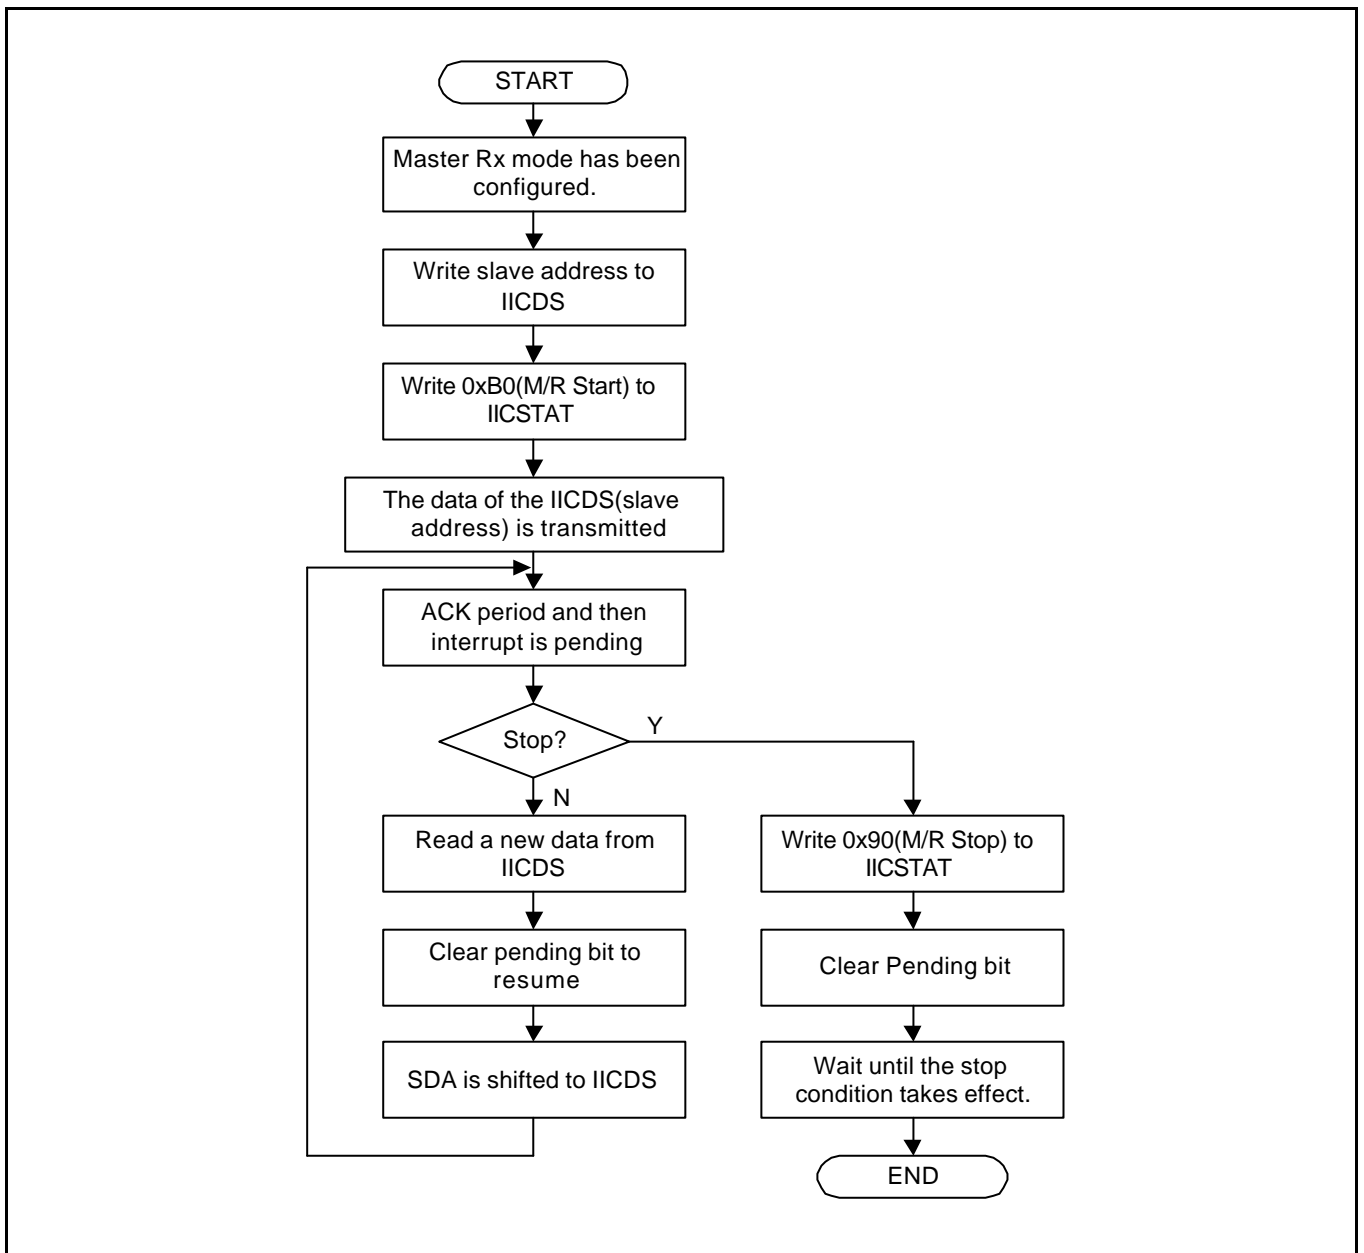 START
Master Rx mode has been
configured.
Write slave address to
IICDS
Write 0xB0(M/R Start) to
IICSTAT
The data of the IICDS(slave
address) is transmitted
ACK period and then
interrupt is pending
Stop?
Y
N
Read a new data from
IICDS
Clear pending bit to
resume
SDA is shifted to IICDS
Write 0x90(M/R Stop) to
IICSTAT
Clear Pending bit
Wait until the stop
condition takes effect.
END